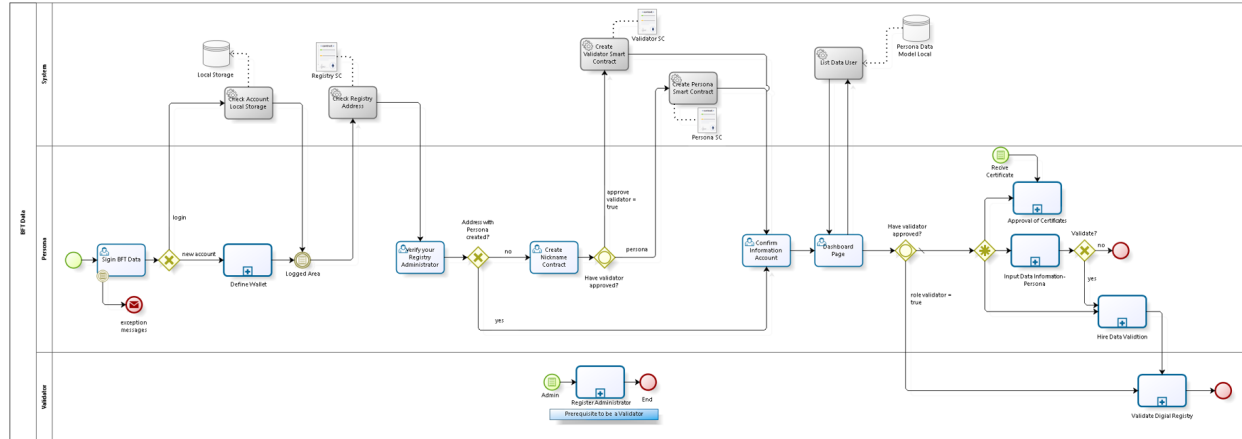 BFT Data
System
Persona
Validator
Local Storage
Check Account
Local Storage
Registry SC
Check Registry
Address
Create
Validator Smart
Contract
Validator SC
Create Persona
Smart Contract
Persona SC
List Data User
Persona Data
Model Local
Sigin BFT Data
exception
messages
login
new account
Define Wallet
Logged Area
Verify your
Registry
Administrator
Address with
Persona
created?
no
yes
Create
Nickname
Contract
approve
validator =
true
persona
Have validator
approved?
Confirm
Information
Account
Dashboard
Page
Have validator
approved?
role validator =
true
Recive
Certificate
Approval of Certificates
Input Data Information-
Persona
Validate?
no
yes
Hire Data Validtion
Admin
Register Administrator
End
Prerequisite to be a Validator
Validate Digial Registry